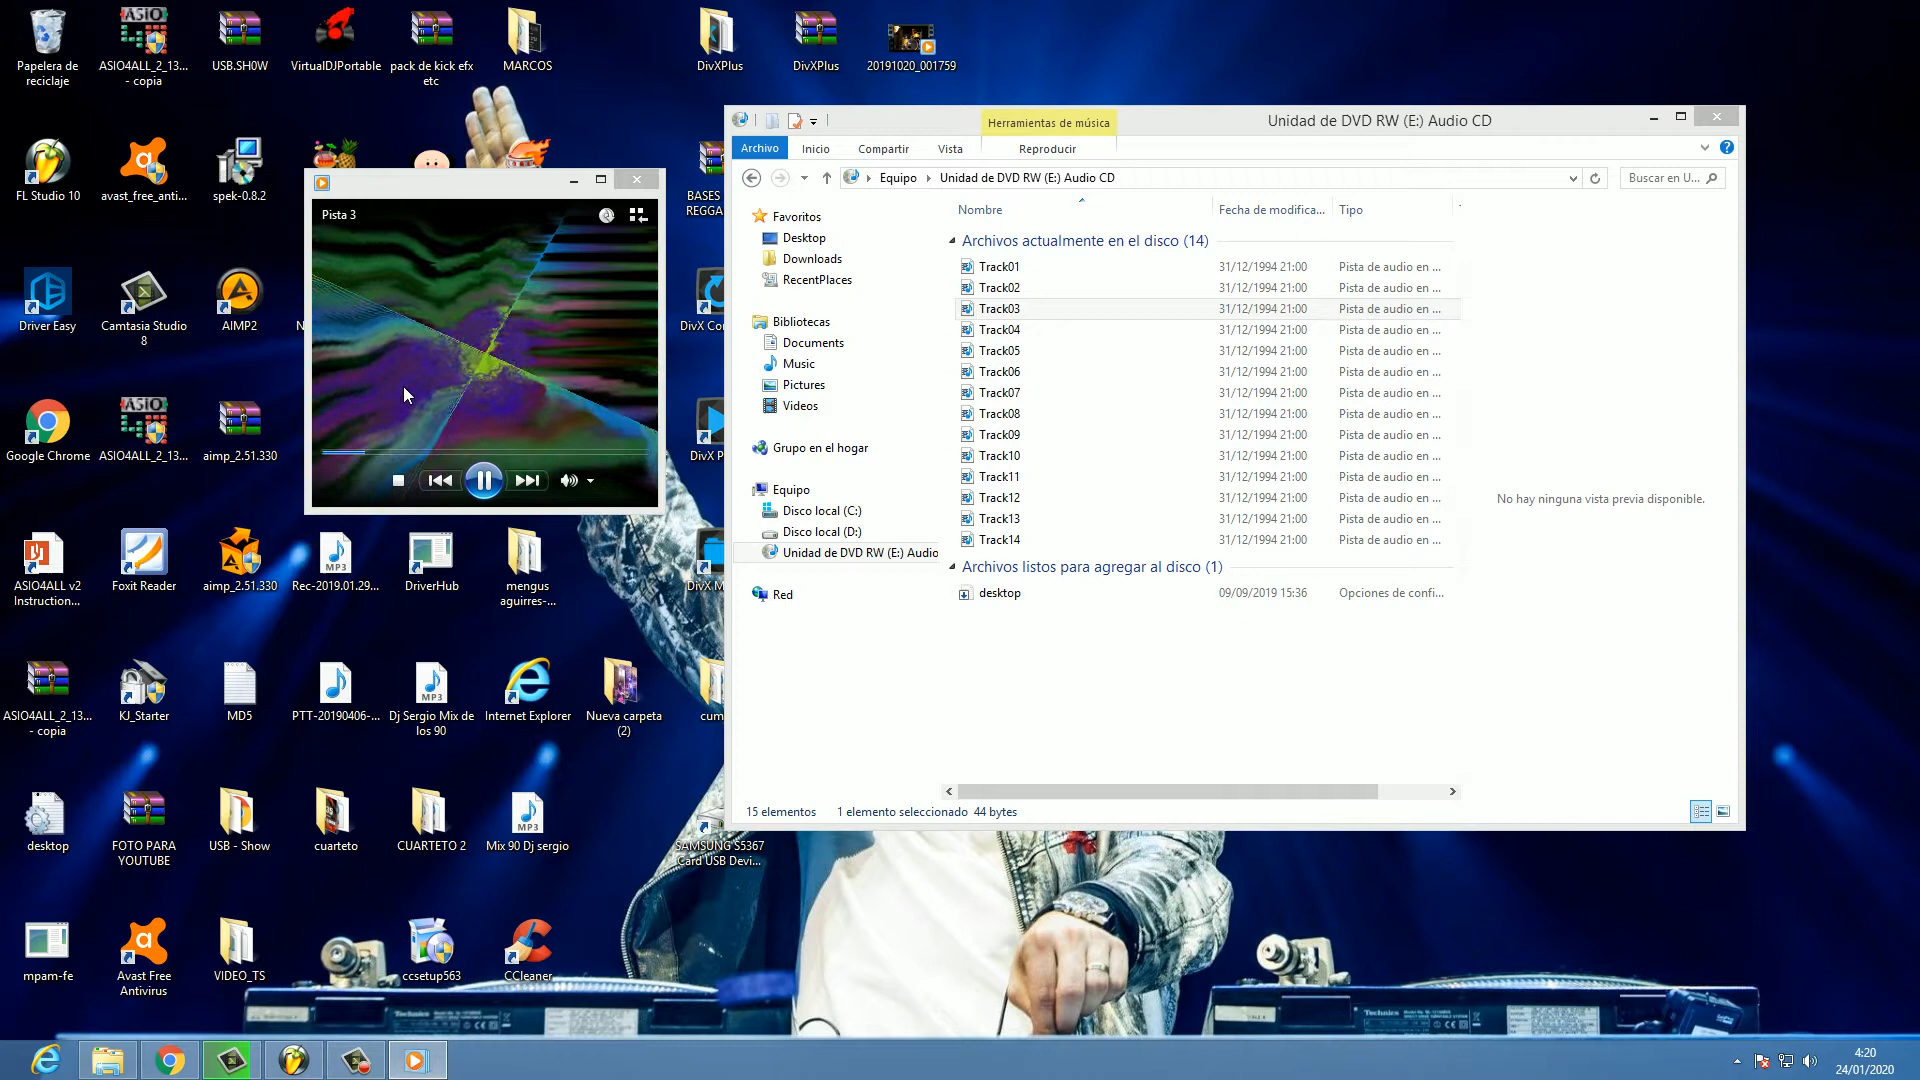 Papelera de
reciclaje
ASIO4ALL_2_13...
- copia
USB.SH0W
VirtualDJPortable
pack de kick efx
etc
MARCOS
DivXPlus
DivXPlus
20191020_001759
FL Studio 10
avast_free_anti...
spek-0.8.2
BASES
REGGA
Driver Easy
Camtasia Studio
8
AIMP2
N
DivX Con
Google Chrome
ASIO4ALL_2_13...
aimp_2.51.330
DivX P
ASIO4ALL v2
Instruction...
Foxit Reader
aimp_2.51.330
Rec-2019.01.29...
DriverHub
mengus
aguirres-...
DivX M
ASIO4ALL_2_13...
- copia
KJ_Starter
MD5
PTT-20190406-...
Dj Sergio Mix de
los 90
Internet Explorer
Nueva carpeta
(2)
cum
desktop
FOTO PARA
YOUTUBE
USB - Show
cuarteto
CUARTETO 2
Mix 90 Dj sergio
SAMSUNG S5367
Card USB Devi...
mpam-fe
Avast Free
Antivirus
VIDEO_TS
ccsetup563
CCleaner
Pista 3
Herramientas de música
Unidad de DVD RW (E:) Audio CD
Archivo
Inicio
Compartir
Vista
Reproducir
Equipo
Unidad de DVD RW (E:) Audio CD
Buscar en U...
Favoritos
Desktop
Downloads
RecentPlaces
Bibliotecas
Documents
Music
Pictures
Videos
Grupo en el hogar
Equipo
Disco local (C:)
Disco local (D:)
Unidad de DVD RW (E:) Audio
Red
Nombre Fecha de modifica... Tipo
Archivos actualmente en el disco (14)
Track01 31/12/1994 21:00 Pista de audio en ...
Track02 31/12/1994 21:00 Pista de audio en ...
Track03 31/12/1994 21:00 Pista de audio en ...
Track04 31/12/1994 21:00 Pista de audio en ...
Track05 31/12/1994 21:00 Pista de audio en ...
Track06 31/12/1994 21:00 Pista de audio en ...
Track07 31/12/1994 21:00 Pista de audio en ...
Track08 31/12/1994 21:00 Pista de audio en ...
Track09 31/12/1994 21:00 Pista de audio en ...
Track10 31/12/1994 21:00 Pista de audio en ...
Track11 31/12/1994 21:00 Pista de audio en ...
Track12 31/12/1994 21:00 Pista de audio en ...
Track13 31/12/1994 21:00 Pista de audio en ...
Track14 31/12/1994 21:00 Pista de audio en ...
Archivos listos para agregar al disco (1)
desktop 09/09/2019 15:36 Opciones de confi...
No hay ninguna vista previa disponible.
15 elementos 1 elemento seleccionado 44 bytes
Technics
Technics
4:20
24/01/2020